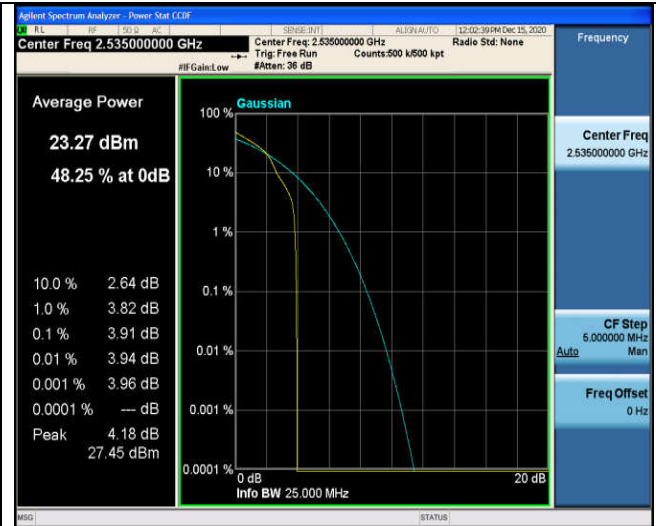 Agilent Spectrum Analyzer - Power Stat CCDF
RL RF 50 Ω AC SENSE:INT ALIGN AUTO 12:02:39 PM Dec 15, 2020
Center Freq 2.535000000 GHz
Center Freq: 2.535000000 GHz Radio Std: None
Trig: Free Run Counts:500 k/500 kpt
#IFGain:Low #Atten: 36 dB
Frequency
Average Power
23.27 dBm
48.25 % at 0dB
10.0 % 2.64 dB
1.0 % 3.82 dB
0.1 % 3.91 dB
0.01 % 3.94 dB
0.001 % 3.96 dB
0.0001 % --- dB
Peak 4.18 dB
27.45 dBm
Gaussian
100 %
10 %
1 %
0.1 %
0.01 %
0.001 %
0.0001 %
0 dB 20 dB
Info BW 25.000 MHz
Center Freq
2.535000000 GHz
CF Step
5.000000 MHz
Auto Man
Freq Offset
0 Hz
MSG STATUS